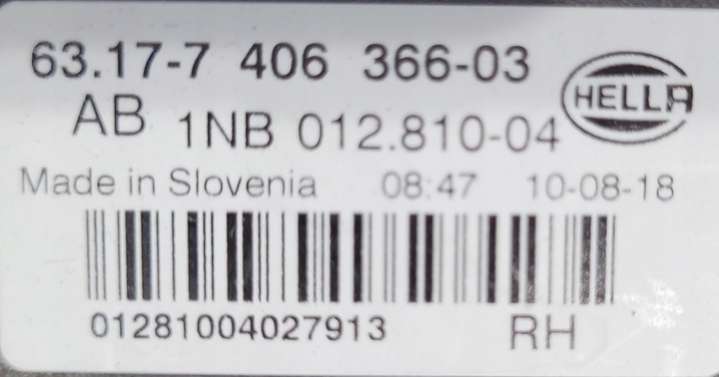 63.17-7 406 366-03
HELLA
AB 1NB 012.810-04
Made in Slovenia 08:47 10-08-18
01281004027913 RH